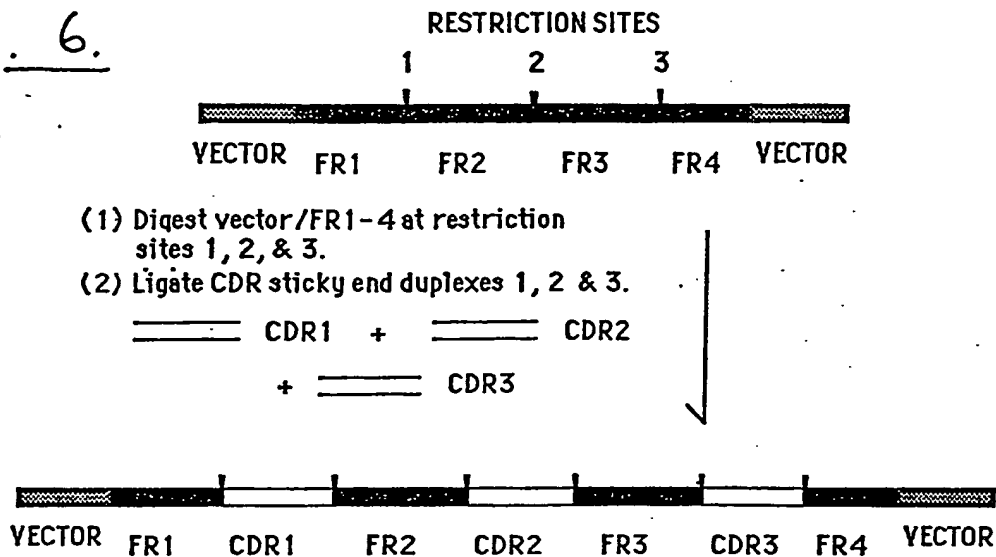 . 6.
RESTRICTION SITES
1 2 3
VECTOR FR1 FR2 FR3 FR4 VECTOR
(1) Digest vector/FR1-4 at restriction
sites 1, 2, & 3.
(2) Ligate CDR sticky end duplexes 1, 2 & 3.
CDR1 + CDR2
+ CDR3
VECTOR FR1 CDR1 FR2 CDR2 FR3 CDR3 FR4 VECTOR